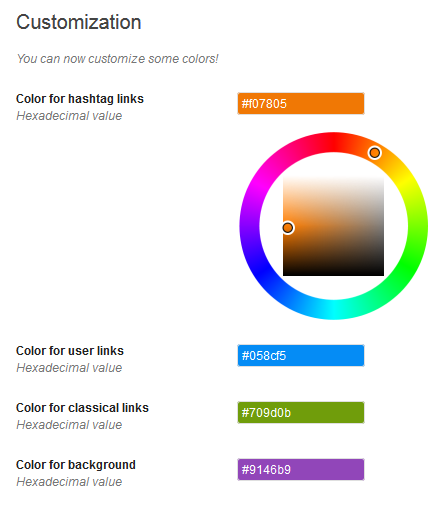 Customization
You can now customize some colors!
Color for hashtag links
Hexadecimal value
#f07805
Color for user links
Hexadecimal value
#058cf5
Color for classical links
Hexadecimal value
#709d0b
Color for background
Hexadecimal value
#9146b9